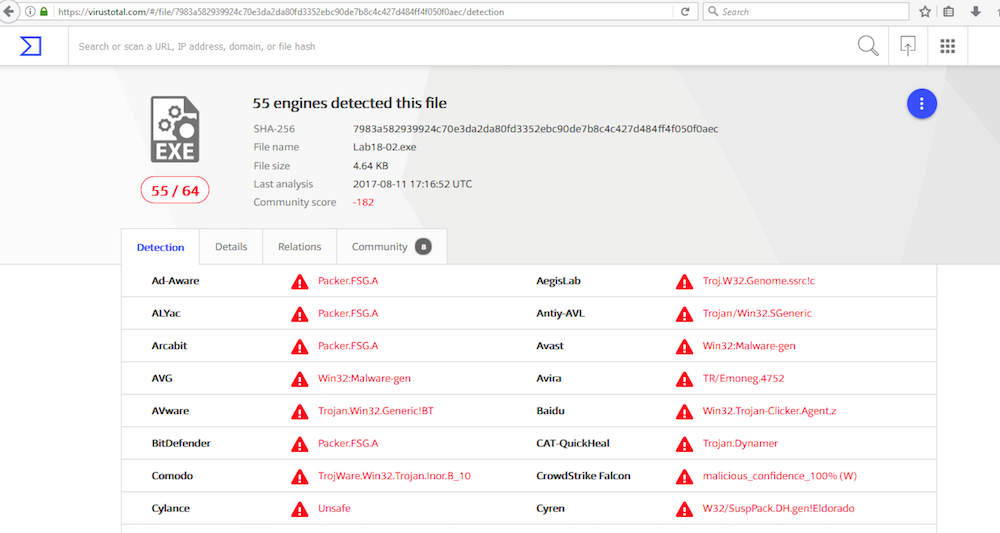 https://virustotal.com/#/file/7983a582939924c70e3da2da80fd3352ebc90de7b8c4c427d484ff4f050f0aec/detection
Search
Search or scan a URL, IP address, domain, or file hash
EXE
55 / 64
55 engines detected this file
SHA-256 7983a582939924c70e3da2da80fd3352ebc90de7b8c4c427d484ff4f050f0aec
File name Lab18-02.exe
File size 4.64 KB
Last analysis 2017-08-11 17:16:52 UTC
Community score -182
Detection Details Relations Community 8
Ad-Aware Packer.FSG.A AegisLab Troj.W32.Genome.ssrc!c
ALYac Packer.FSG.A Antiy-AVL Trojan/Win32.SGeneric
Arcabit Packer.FSG.A Avast Win32:Malware-gen
AVG Win32:Malware-gen Avira TR/Emoneg.4752
AVware Trojan.Win32.Generic!BT Baidu Win32.Trojan-Clicker.Agent.z
BitDefender Packer.FSG.A CAT-QuickHeal Trojan.Dynamer
Comodo TrojWare.Win32.Trojan.Inor.B_10 CrowdStrike Falcon malicious_confidence_100% (W)
Cylance Unsafe Cyren W32/SuspPack.DH.gen!Eldorado